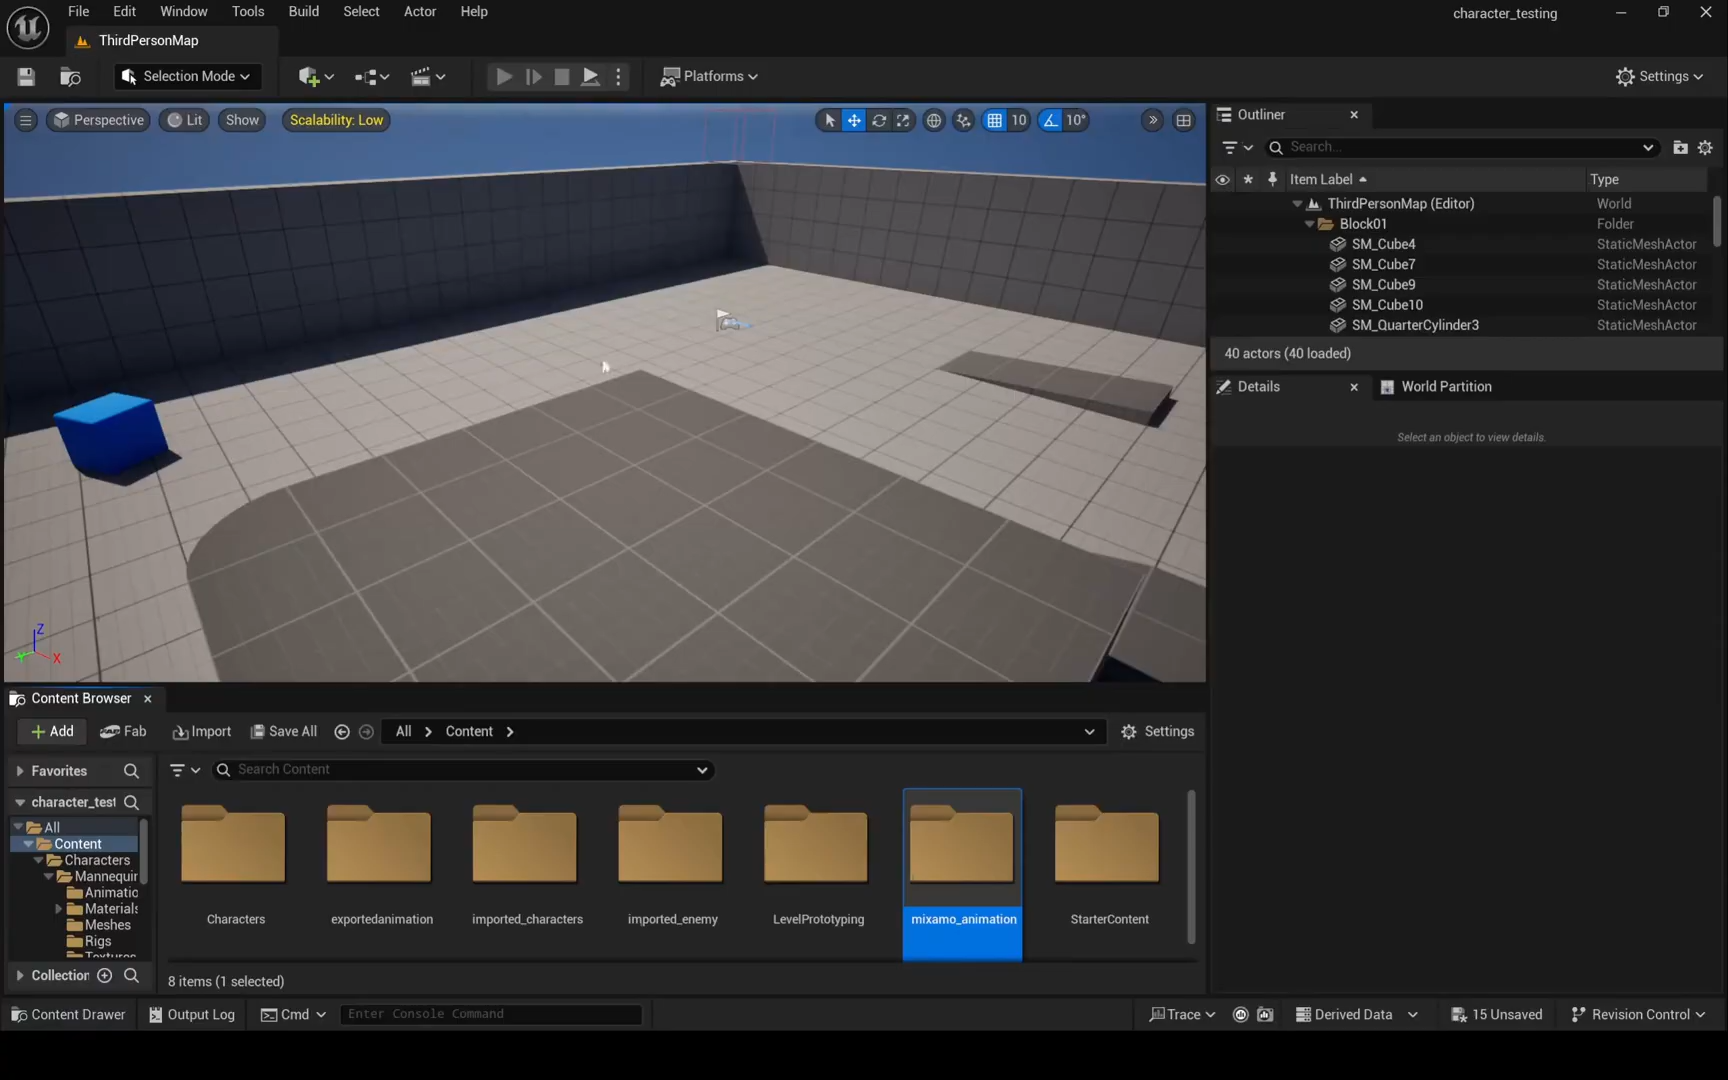 File Edit Window Tools Build Select Actor Help
character_testing
ThirdPersonMap
Selection Mode
Platforms
Settings
Perspective Lit Show Scalability: Low
10 10°
Outliner
Search...
Item Label Type
ThirdPersonMap (Editor) World
Block01 Folder
SM_Cube4 StaticMeshActor
SM_Cube7 StaticMeshActor
SM_Cube9 StaticMeshActor
SM_Cube10 StaticMeshActor
SM_QuarterCylinder3 StaticMeshActor
40 actors (40 loaded)
Details World Partition
Select an object to view details.
Z
Y X
Content Browser
Add Fab Import Save All All Content Settings
Favorites
Search Content
character_test
All
Content
Characters
Mannequin
Animatio
Materials
Meshes
Rigs
Textures
Characters exportedanimation imported_characters imported_enemy LevelPrototyping mixamo_animation StarterContent
Collection
8 items (1 selected)
Content Drawer Output Log Cmd Enter Console Command Trace Derived Data 15 Unsaved Revision Control